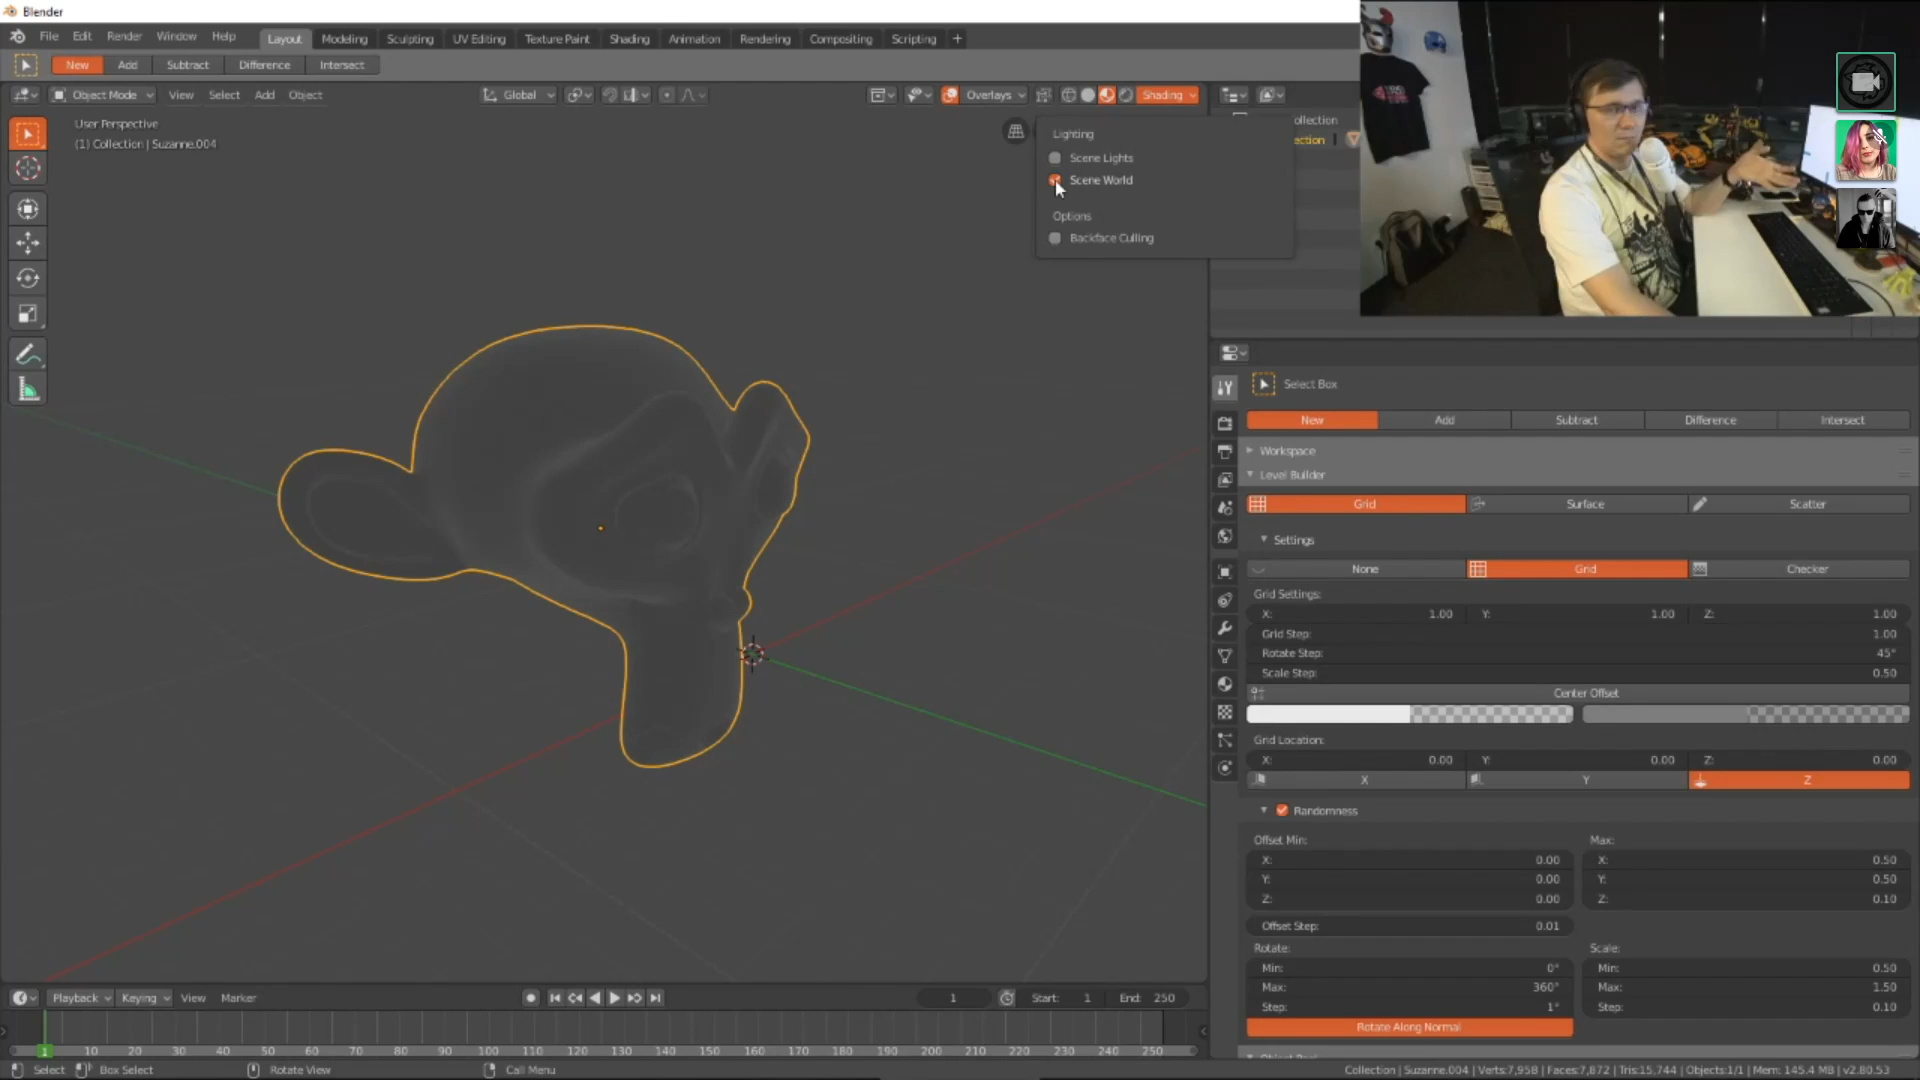 Blender
File Edit Render Window Help Layout Modeling Sculpting UV Editing Texture Paint Shading Animation Rendering Compositing Scripting +
New Add Subtract Difference Intersect
Object Mode View Select Add Object Global Overlays Shading
User Perspective
(1) Collection | Suzanne.004
Lighting
Scene Lights
Scene World
Options
Backface Culling
ollection
ection
Select Box
New Add Subtract Difference Intersect
Workspace
Level Builder
Grid Surface Scatter
Settings
None Grid Checker
Grid Settings:
X: 1.00 Y: 1.00 Z: 1.00
Grid Step: 1.00
Rotate Step: 45°
Scale Step: 0.50
Center Offset
Grid Location:
X: 0.00 Y: 0.00 Z: 0.00
X Y Z
Randomness
Offset Min: Max:
X: 0.00 X: 0.50
Y: 0.00 Y: 0.50
Z: 0.00 Z: 0.10
Offset Step: 0.01
Rotate: Scale:
Min: 0° Min: 0.50
Max: 360° Max: 1.50
Step: 1° Step: 0.10
Rotate Along Normal
Playback Keying View Marker 1 Start: 1 End: 250
1 10 20 30 40 50 60 70 80 90 100 110 120 130 140 150 160 170 180 190 200 210 220 230 240 250
Select Box Select Rotate View Call Menu Collection | Suzanne.004 | Verts:7,958 | Faces:7,872 | Tris:15,744 | Objects:1/1 | Mem: 145.4 MB | v2.80.53